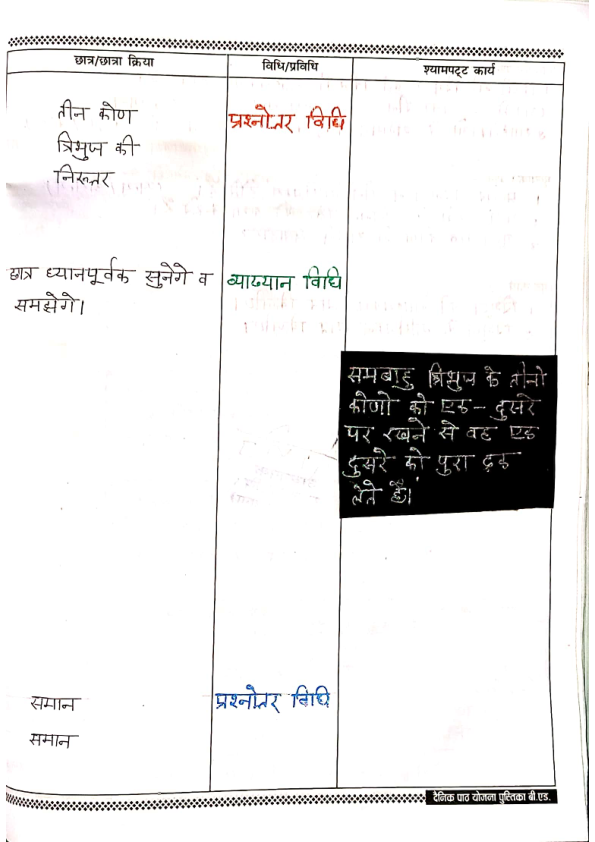 छात्र/छात्रा क्रिया
विधि/प्रविधि
श्यामपट्ट कार्य
तीन कोण
प्रश्नोतर विधि
त्रिभुज की
निरूतर
छात्र ध्यानपूर्वक सुनेगे व
व्याख्यान विधि
समझेगे।
समबाहु त्रिभुज के तीनो
कोणो को एक - दुसरे
पर रखने से वह एक
दुसरे को पुरा ढ़क
लेते है।
समान
प्रश्नोतर विधि
समान
दैनिक पाठ योजना पुस्तिका बी.एड.